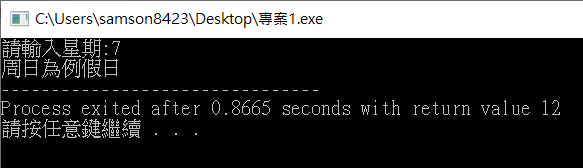 C:\Users\samson8423\Desktop\專案1.exe
請輸入星期:7
周日為例假日
--------------------------------
Process exited after 0.8665 seconds with return value 12
請按任意鍵繼續 . . .